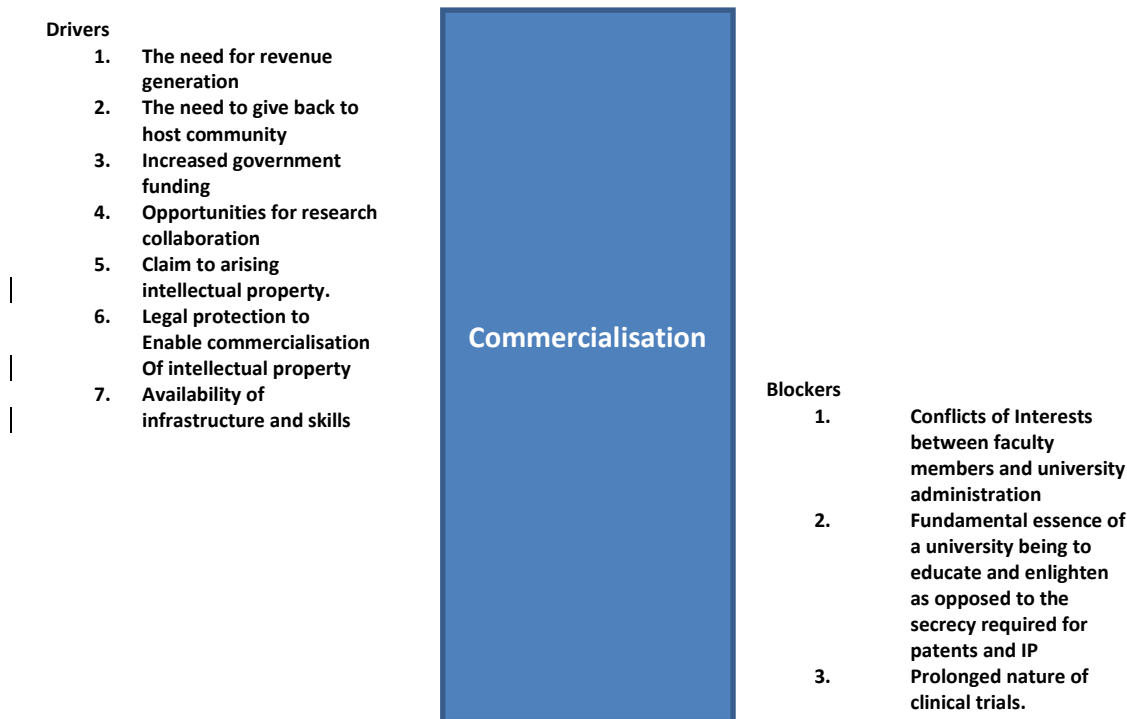 Drivers
1. The need for revenue
generation
2. The need to give back to
host community
3. Increased government
funding
4. Opportunities for research
collaboration
5. Claim to arising
intellectual property.
6. Legal protection to
Enable commercialisation
Of intellectual property
7. Availability of
infrastructure and skills
Commercialisation
Blockers
1. Conflicts of Interests
between faculty
members and university
administration
2. Fundamental essence of
a university being to
educate and enlighten
as opposed to the
secrecy required for
patents and IP
3. Prolonged nature of
clinical trials.